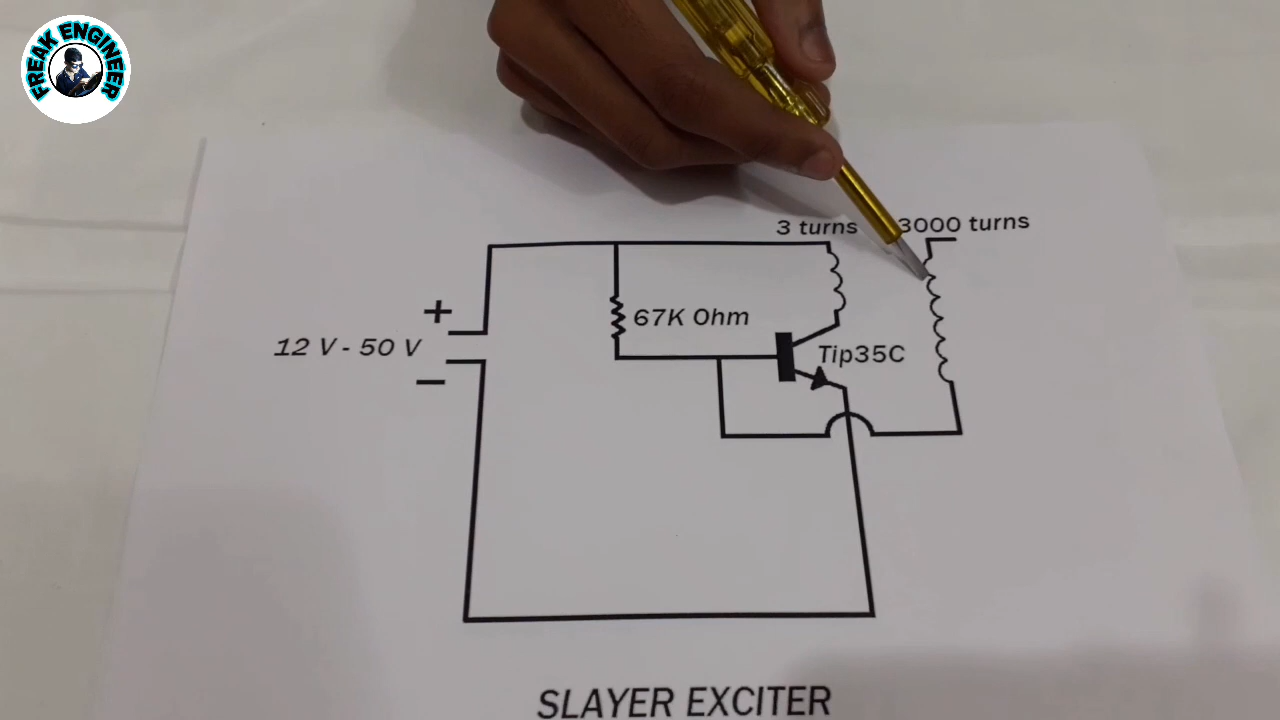 FREAK ENGINEER
3 turns
3000 turns
+
67K Ohm
12 V - 50 V
Tip35C
−
SLAYER EXCITER